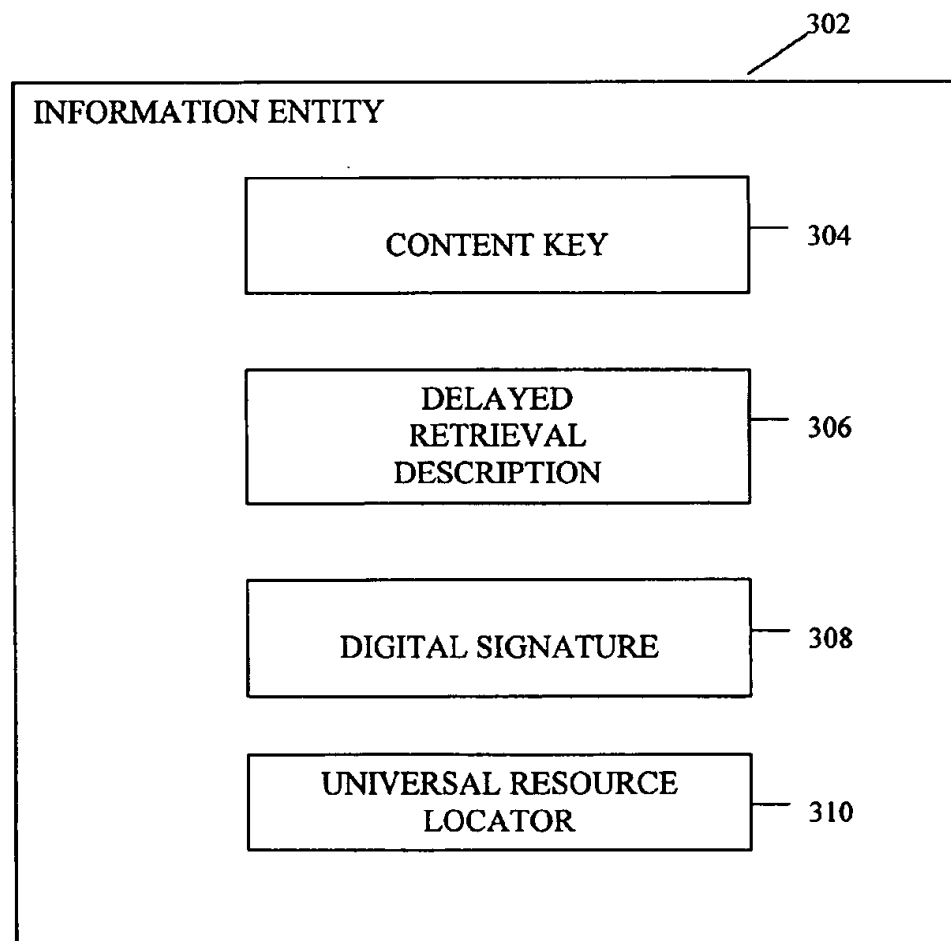 302
INFORMATION ENTITY
CONTENT KEY
304
DELAYED
RETRIEVAL
DESCRIPTION
306
DIGITAL SIGNATURE
308
UNIVERSAL RESOURCE
LOCATOR
310